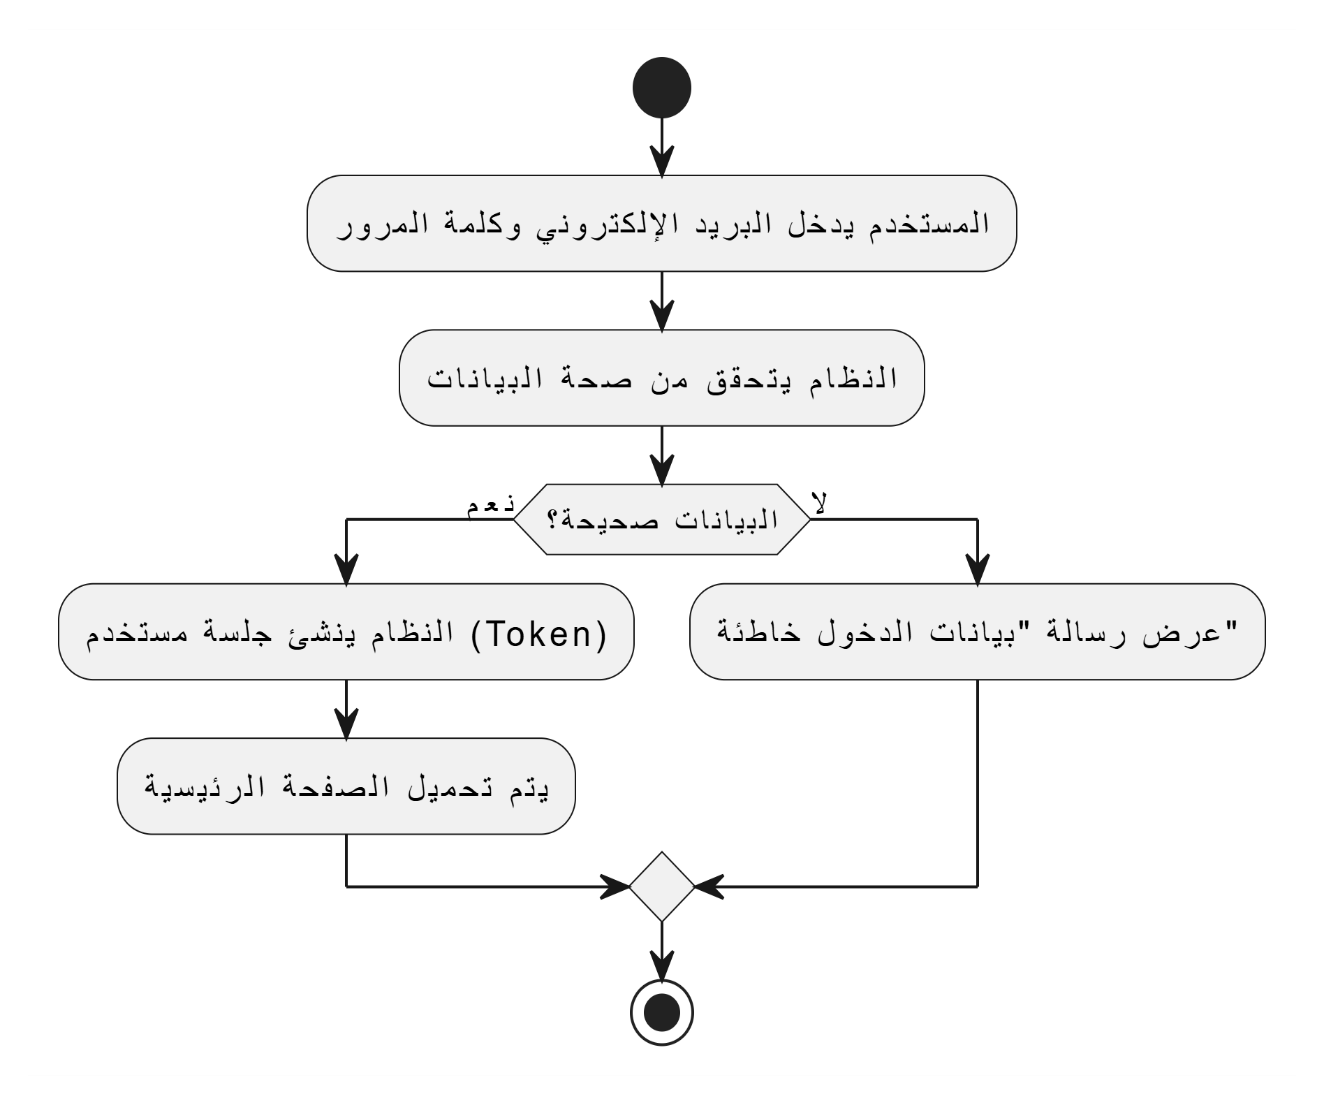 المستخدم يدخل البريد الإلكتروني وكلمة المرور
النظام يتحقق من صحة البيانات
البيانات صحيحة؟
نعم
لا
النظام ينشئ جلسة مستخدم (Token)
عرض رسالة "بيانات الدخول خاطئة"
يتم تحميل الصفحة الرئيسية